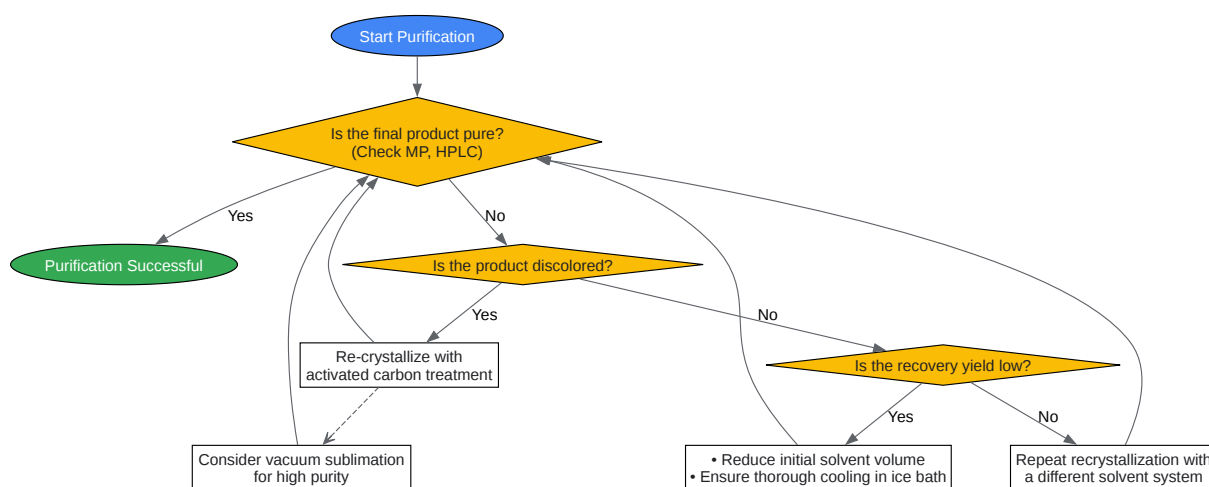 Start Purification
Is the final product pure?
(Check MP, HPLC)
Yes
No
Purification Successful
Is the product discolored?
Yes
No
Re-crystallize with
activated carbon treatment
Is the recovery yield low?
Yes
No
Consider vacuum sublimation
for high purity
• Reduce initial solvent volume
• Ensure thorough cooling in ice bath
Repeat recrystallization with
a different solvent system